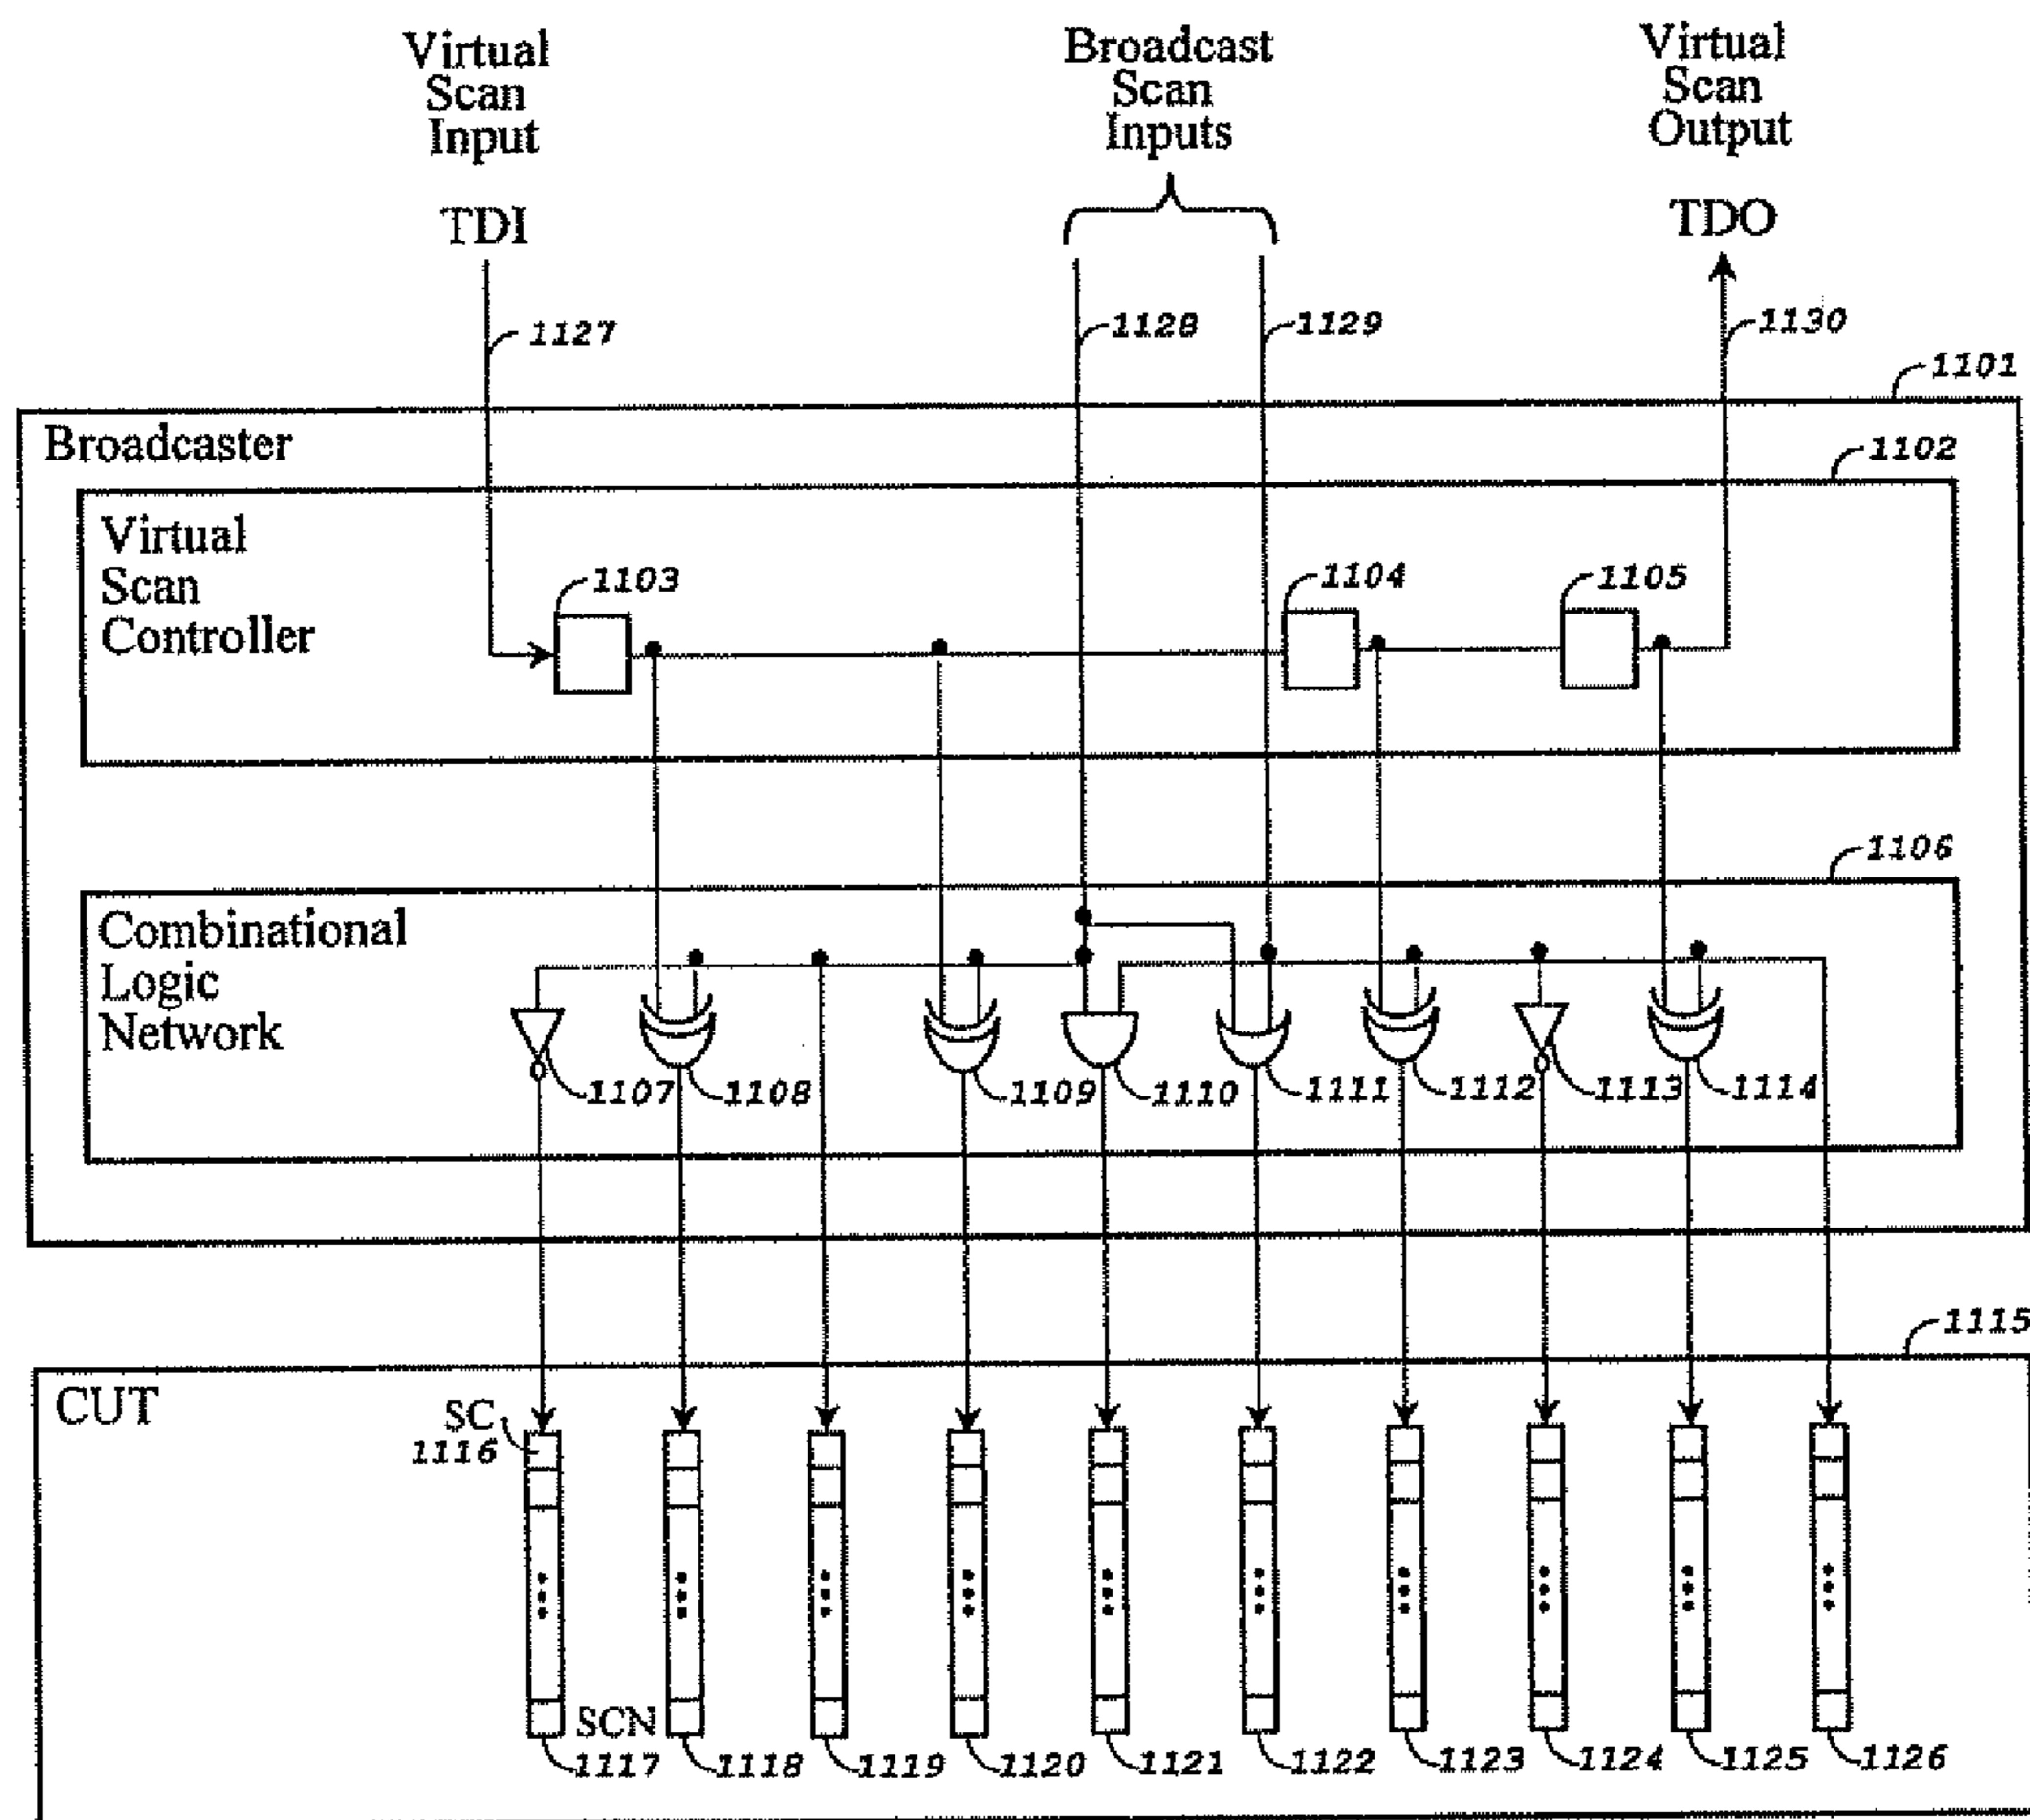 Virtual
Scan
Input
Broadcast
Scan
Inputs
Virtual
Scan
Output
TDI
TDO
1127
1128
1129
1130
1101
Broadcaster
1102
Virtual
Scan
Controller
1103
1104
1105
1106
Combinational
Logic
Network
1107
1108
1109
1110
1111
1112
1113
1114
1115
CUT
SC
1116
SCN
1117
1118
1119
1120
1121
1122
1123
1124
1125
1126